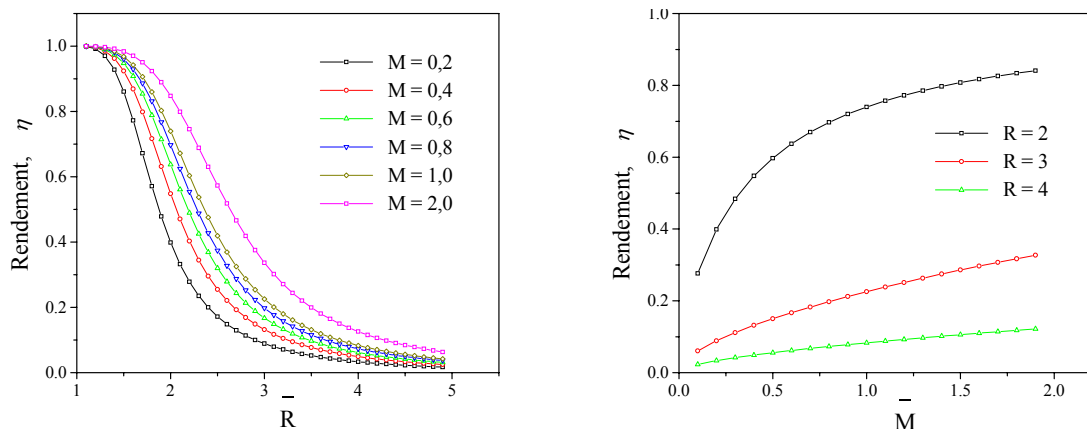 Rendement, η
1.0
0.8
0.6
0.4
0.2
0.0
M = 0,2
M = 0,4
M = 0,6
M = 0,8
M = 1,0
M = 2,0
1 2 3 4 5
R̅
Rendement, η
1.0
0.8
0.6
0.4
0.2
0.0
R = 2
R = 3
R = 4
0.0 0.5 1.0 1.5 2.0
M̅